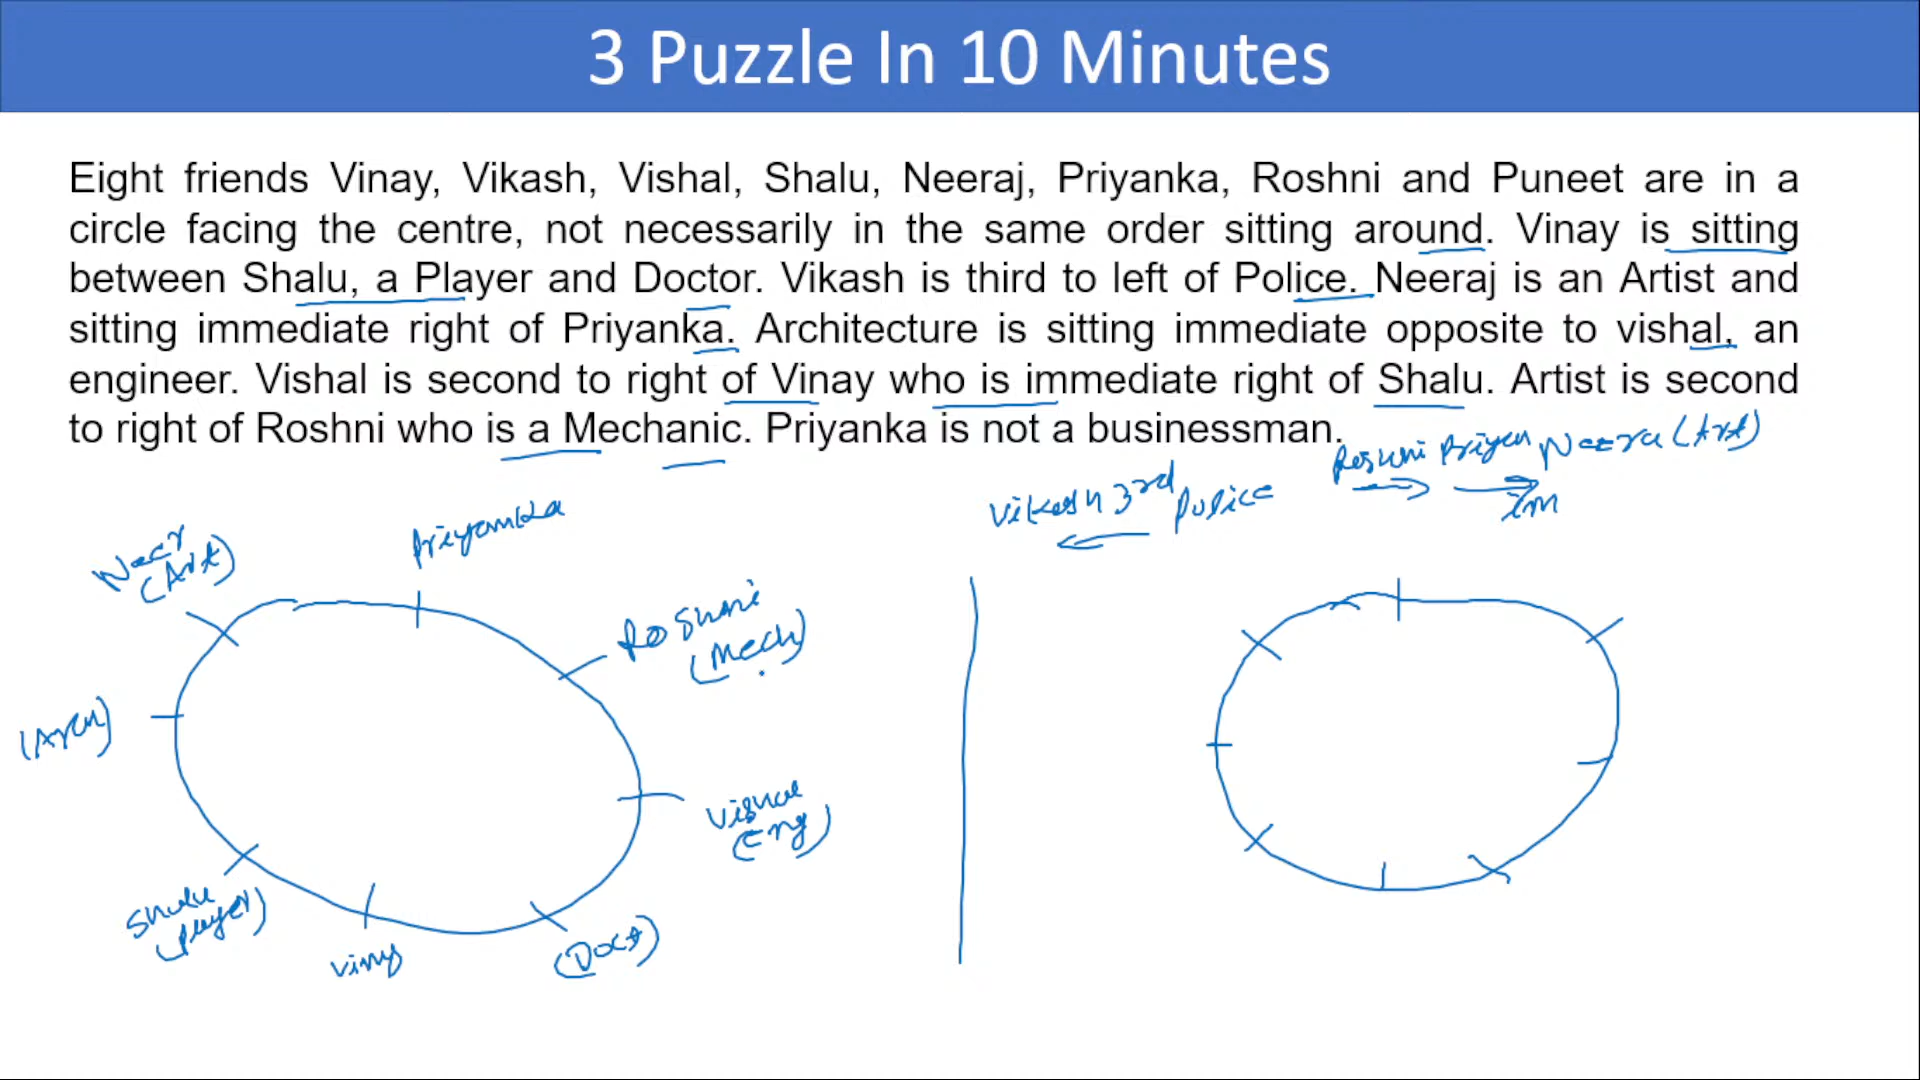 3 Puzzle In 10 Minutes
Eight friends Vinay, Vikash, Vishal, Shalu, Neeraj, Priyanka, Roshni and Puneet are in a
circle facing the centre, not necessarily in the same order sitting around. Vinay is sitting
between Shalu, a Player and Doctor. Vikash is third to left of Police. Neeraj is an Artist and
sitting immediate right of Priyanka. Architecture is sitting immediate opposite to vishal, an
engineer. Vishal is second to right of Vinay who is immediate right of Shalu. Artist is second
to right of Roshni who is a Mechanic. Priyanka is not a businessman.
Roshni Priyan Neera (Art)
Im
Vikash 3rd Police
Priyanka
Neer
(Art)
Roshni
(Mech)
(Arch)
Vishal
(Eng)
Shalu
(player)
Viny
(Doct)